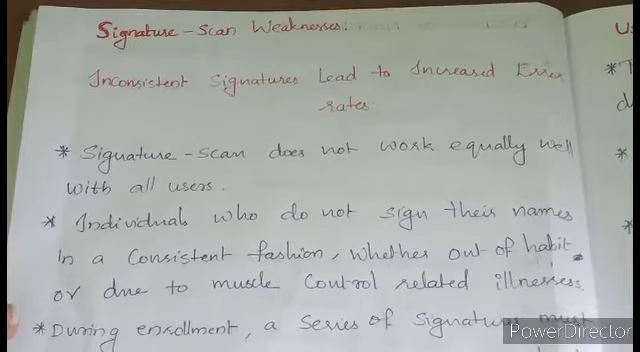 Signature - Scan Weaknesses:
Inconsistent Signatures Lead to Increased Error
rates.
* Signature - scan does not work equally well
with all users.
* Individuals who do not sign their names
in a consistent fashion, whether out of habit
or due to muscle control related illnesses.
* During enrollment, a series of Signatures must
PowerDirector